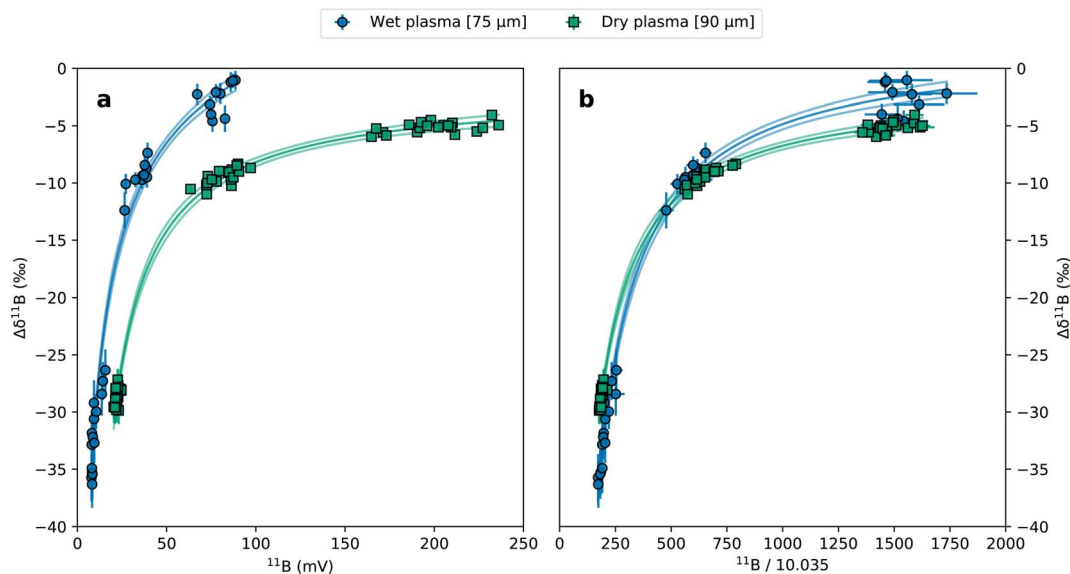 Wet plasma [75 μm] Dry plasma [90 μm]
a
0
−5
−10
−15
−20
−25
−30
−35
−40
Δδ¹¹B (‰)
0 50 100 150 200 250
¹¹B (mV)
b
0
−5
−10
−15
−20
−25
−30
−35
−40
Δδ¹¹B (‰)
0 250 500 750 1000 1250 1500 1750 2000
¹¹B / 10.035